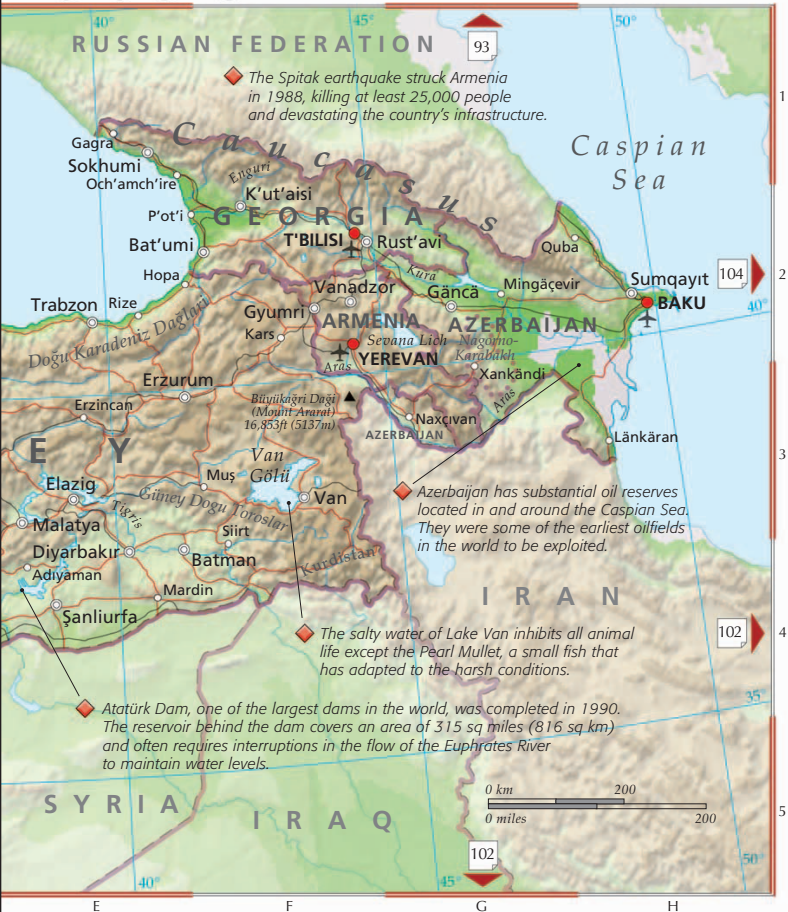 40°
45°
50°
RUSSIAN FEDERATION
93
The Spitak earthquake struck Armenia
in 1988, killing at least 25,000 people
and devastating the country's infrastructure.
1
Caucasus
Caspian
Sea
Gagra
Sokhumi
Och'amch'ire
Enguri
K'ut'aisi
P'ot'i
GEORGIA
T'BILISI
Rust'avi
Bat'umi
Quba
Hopa
Kura
Mingäçevir
Sumqayıt
104
2
Vanadzor
Gäncä
BAKU
Trabzon
Rize
Gyumri
ARMENIA
AZERBAIJAN
40°
Doğu Karadeniz Dağlari
Kars
Sevana Lich
Nagorno-
Karabakh
YEREVAN
Aras
Xankändi
Erzurum
Büyükağri Daği
(Mount Ararat)
16,853ft (5137m)
Aras
Erzincan
Naxçıvan
AZERBAIJAN
Länkäran
3
E Y
Van
Gölü
Muş
Elazig
Güney Dogu Toroslar
Van
Azerbaijan has substantial oil reserves
located in and around the Caspian Sea.
They were some of the earliest oilfields
in the world to be exploited.
Tigris
Malatya
Siirt
Diyarbakır
Batman
Kurdistan
Adıyaman
Mardin
IRAN
Şanliurfa
102
4
The salty water of Lake Van inhibits all animal
life except the Pearl Mullet, a small fish that
has adapted to the harsh conditions.
35°
Atatürk Dam, one of the largest dams in the world, was completed in 1990.
The reservoir behind the dam covers an area of 315 sq miles (816 sq km)
and often requires interruptions in the flow of the Euphrates River
to maintain water levels.
0 km 200
0 miles 200
SYRIA
IRAQ
5
102
50°
40°
45°
E
F
G
H